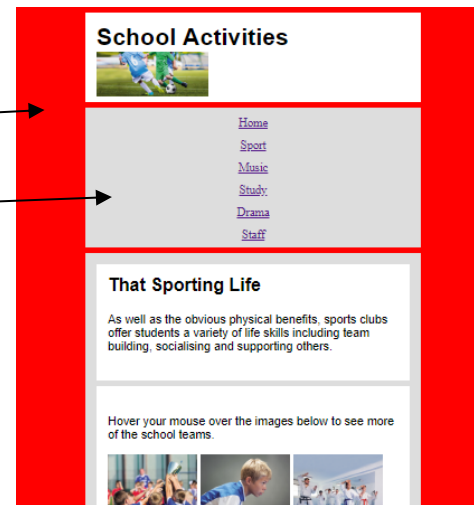 School Activities
Home
Sport
Music
Study
Drama
Staff
That Sporting Life
As well as the obvious physical benefits, sports clubs
offer students a variety of life skills including team
building, socialising and supporting others.
Hover your mouse over the images below to see more
of the school teams.